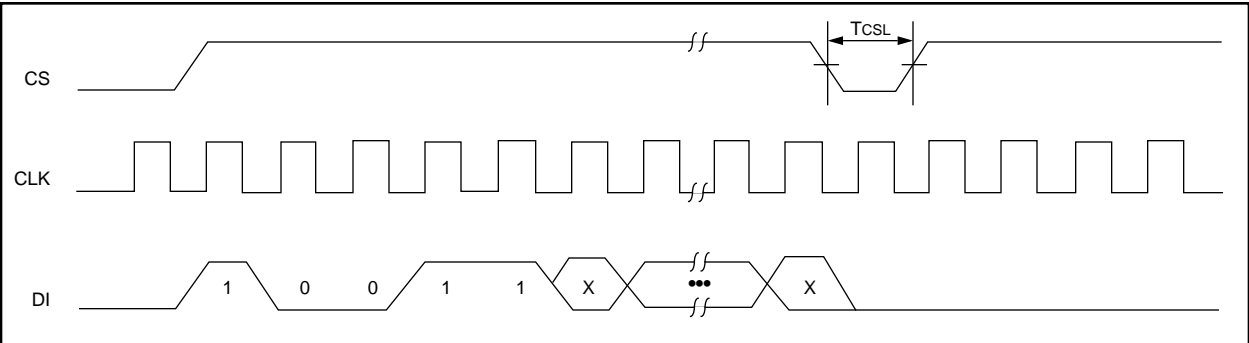 TCSL
CS
CLK
DI
1 0 0 1 1 X ••• X